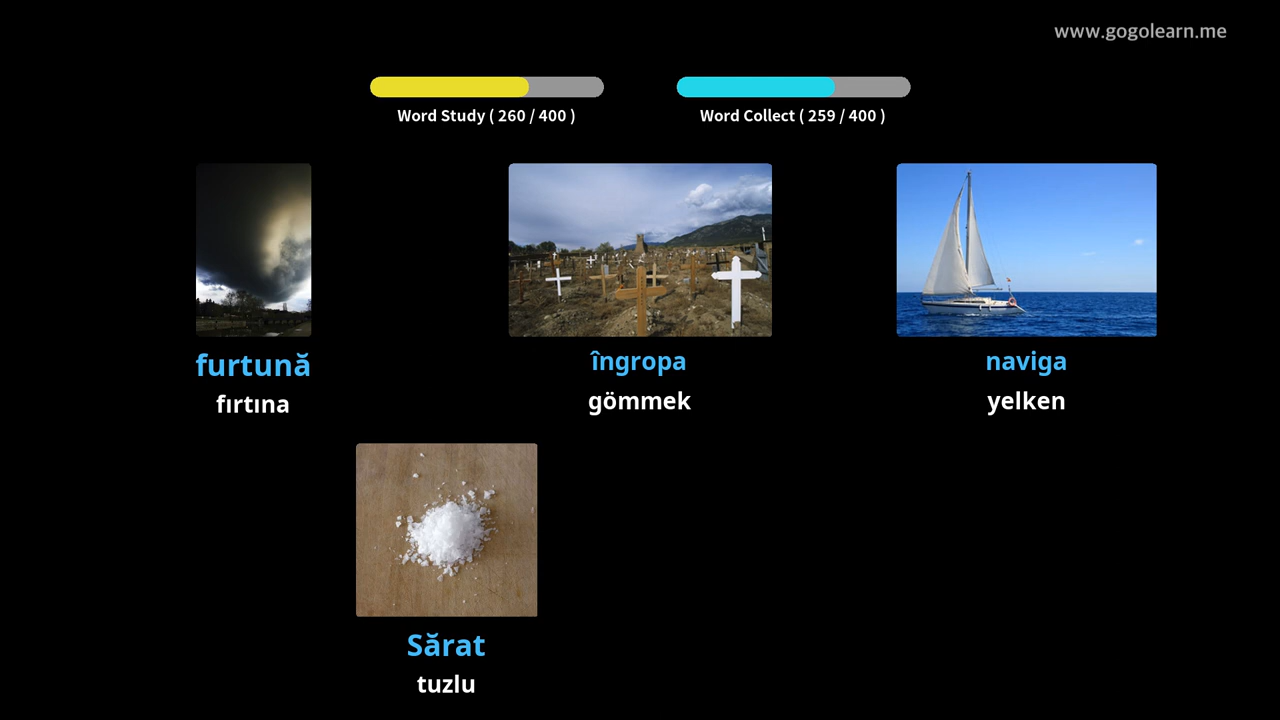 www.gogolearn.me
Word Study ( 260 / 400 )
Word Collect ( 259 / 400 )
furtună
fırtına
îngropa
gömmek
naviga
yelken
Sărat
tuzlu